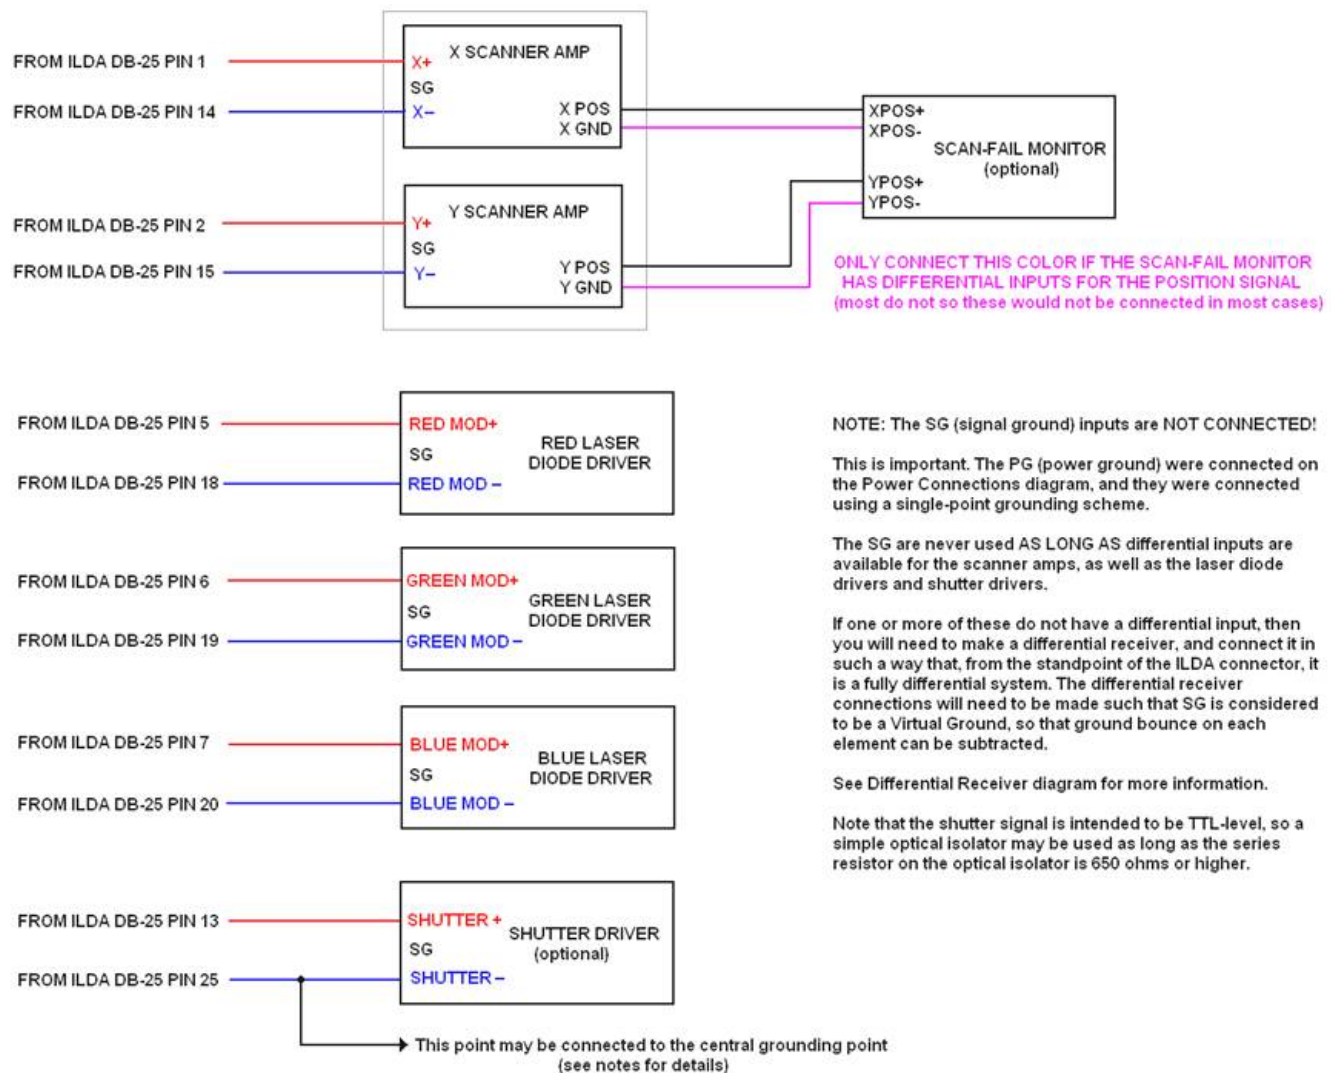 FROM ILDA DB-25 PIN 1
X+
X SCANNER AMP
SG
FROM ILDA DB-25 PIN 14
X–
X POS
X GND
XPOS+
XPOS-
SCAN-FAIL MONITOR
(optional)
YPOS+
YPOS-
FROM ILDA DB-25 PIN 2
Y+
Y SCANNER AMP
SG
FROM ILDA DB-25 PIN 15
Y–
Y POS
Y GND
ONLY CONNECT THIS COLOR IF THE SCAN-FAIL MONITOR
HAS DIFFERENTIAL INPUTS FOR THE POSITION SIGNAL
(most do not so these would not be connected in most cases)
FROM ILDA DB-25 PIN 5
RED MOD+
SG
RED LASER
DIODE DRIVER
FROM ILDA DB-25 PIN 18
RED MOD –
FROM ILDA DB-25 PIN 6
GREEN MOD+
SG
GREEN LASER
DIODE DRIVER
FROM ILDA DB-25 PIN 19
GREEN MOD –
FROM ILDA DB-25 PIN 7
BLUE MOD+
SG
BLUE LASER
DIODE DRIVER
FROM ILDA DB-25 PIN 20
BLUE MOD –
FROM ILDA DB-25 PIN 13
SHUTTER +
SG
SHUTTER DRIVER
(optional)
FROM ILDA DB-25 PIN 25
SHUTTER –
This point may be connected to the central grounding point
(see notes for details)
NOTE: The SG (signal ground) inputs are NOT CONNECTED!
This is important. The PG (power ground) were connected on
the Power Connections diagram, and they were connected
using a single-point grounding scheme.
The SG are never used AS LONG AS differential inputs are
available for the scanner amps, as well as the laser diode
drivers and shutter drivers.
If one or more of these do not have a differential input, then
you will need to make a differential receiver, and connect it in
such a way that, from the standpoint of the ILDA connector, it
is a fully differential system. The differential receiver
connections will need to be made such that SG is considered
to be a Virtual Ground, so that ground bounce on each
element can be subtracted.
See Differential Receiver diagram for more information.
Note that the shutter signal is intended to be TTL-level, so a
simple optical isolator may be used as long as the series
resistor on the optical isolator is 650 ohms or higher.